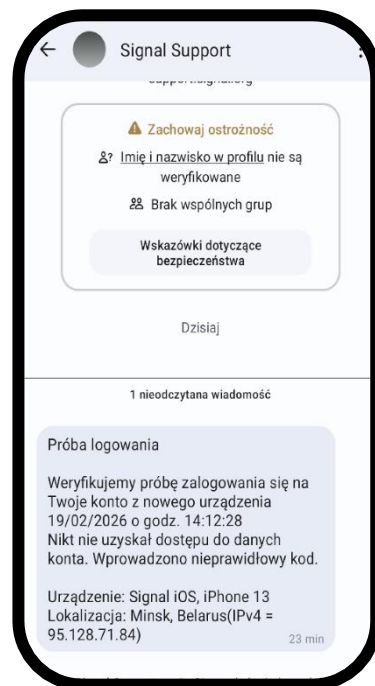 Signal Support
Zachowaj ostrożność
Imię i nazwisko w profilu nie są
weryfikowane
Brak wspólnych grup
Wskazówki dotyczące
bezpieczeństwa
Dzisiaj
1 nieodczytana wiadomość
Próba logowania
Weryfikujemy próbę zalogowania się na
Twoje konto z nowego urządzenia
19/02/2026 o godz. 14:12:28
Nikt nie uzyskał dostępu do danych
konta. Wprowadzono nieprawidłowy kod.
Urządzenie: Signal iOS, iPhone 13
Lokalizacja: Minsk, Belarus(IPv4 =
95.128.71.84)
23 min